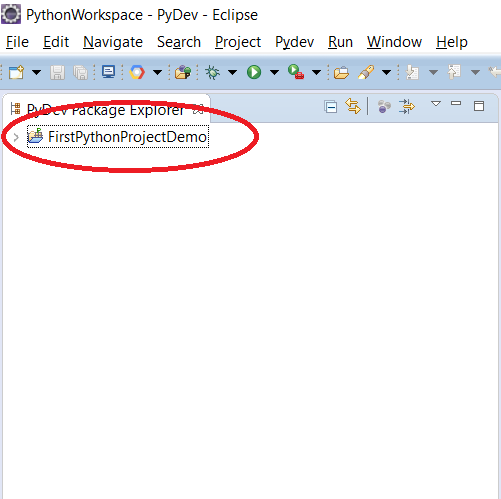 PythonWorkspace - PyDev - Eclipse
File Edit Navigate Search Project Pydev Run Window Help
PyDev Package Explorer
FirstPythonProjectDemo